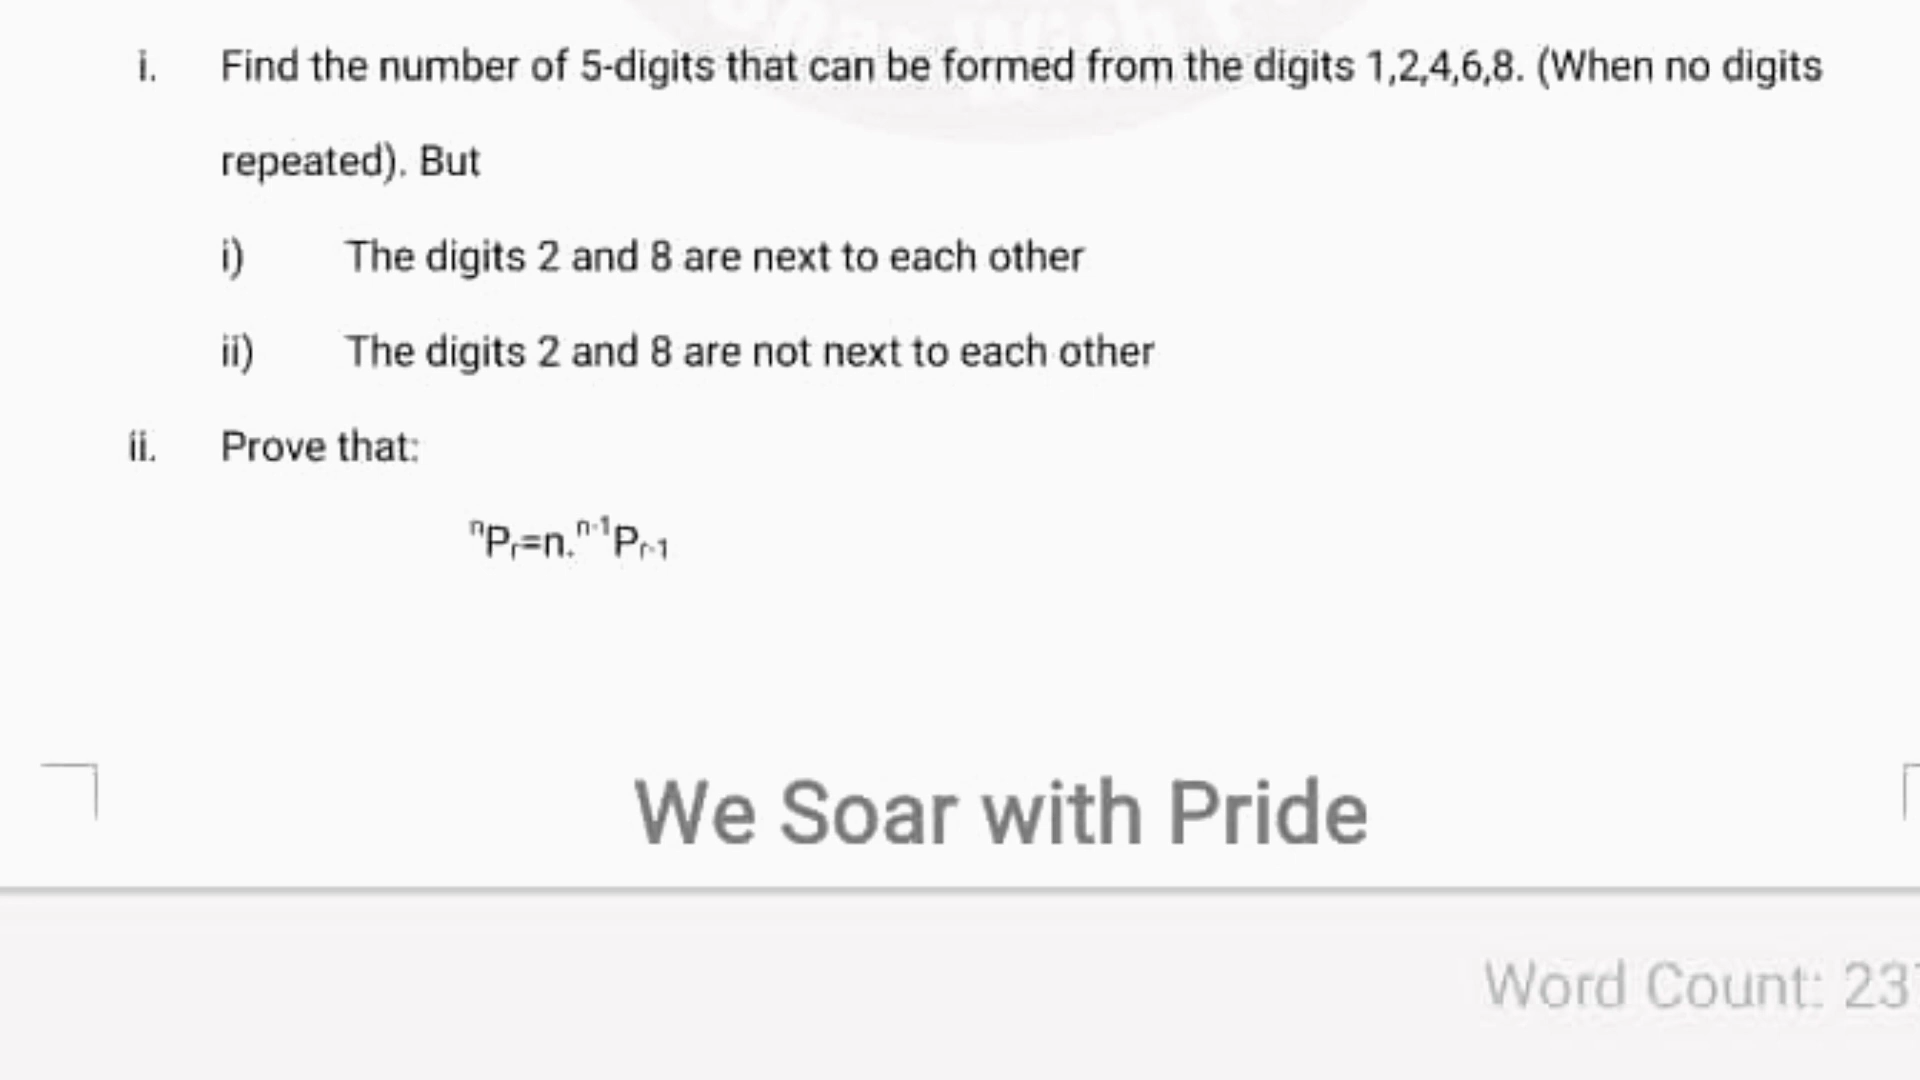 i. Find the number of 5-digits that can be formed from the digits 1,2,4,6,8. (When no digits
repeated). But
i) The digits 2 and 8 are next to each other
ii) The digits 2 and 8 are not next to each other
ii. Prove that:
ⁿPᵣ=n.ⁿ⁻¹Pᵣ₋₁
We Soar with Pride
Word Count: 23